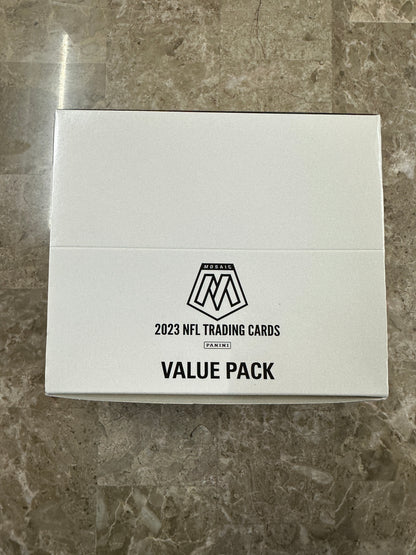 MOSAIC
2023 NFL TRADING CARDS
PANINI
VALUE PACK